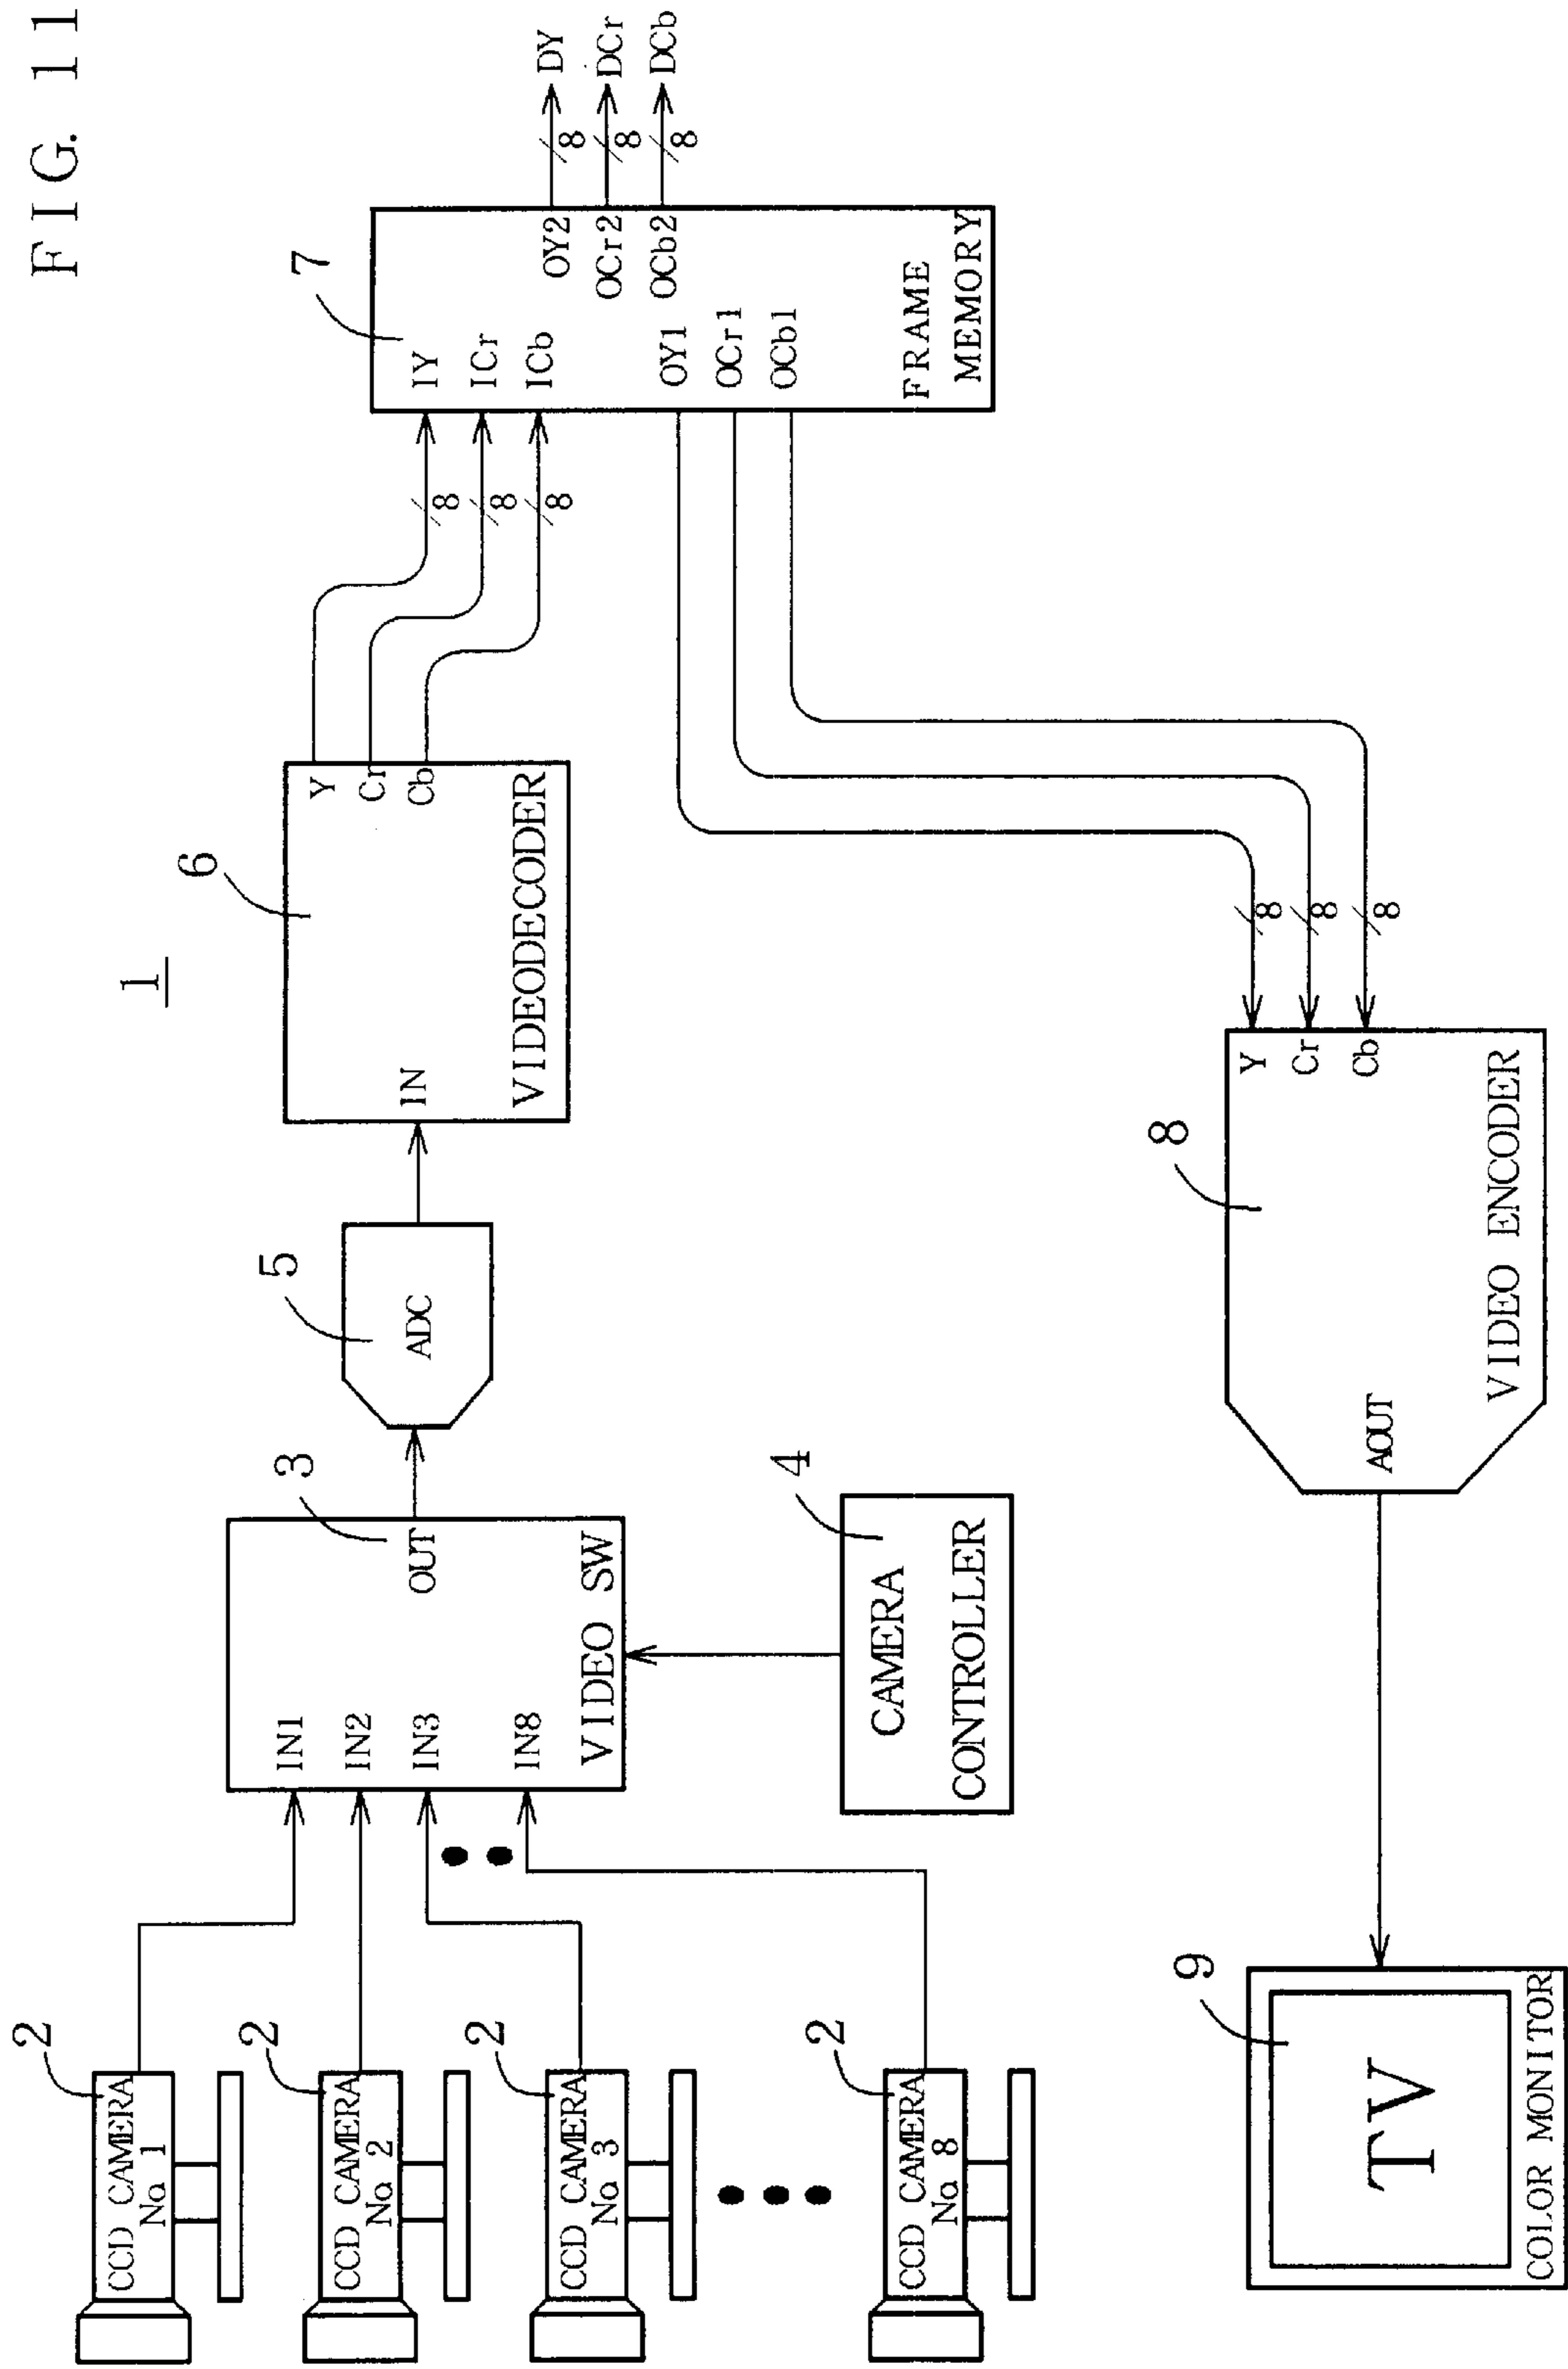 FIG. 11
1
2
CCD CAMERA
No 1
2
CCD CAMERA
No 2
2
CCD CAMERA
No 3
2
CCD CAMERA
No 8
3
IN1
IN2
IN3
IN8
OUT
VIDEO SW
4
CAMERA
CONTROLLER
5
ADC
6
IN
Y
Cr
Cb
VIDEODECODER
8
8
8
7
IY
ICr
ICb
OY2
OCr2
OCb2
OY1
OCr1
OCb1
FRAME
MEMORY
8
8
8
DY
DCr
DCb
8
8
8
8
Y
Cr
Cb
AOUT
VIDEO ENCODER
9
TV
COLOR MONITOR